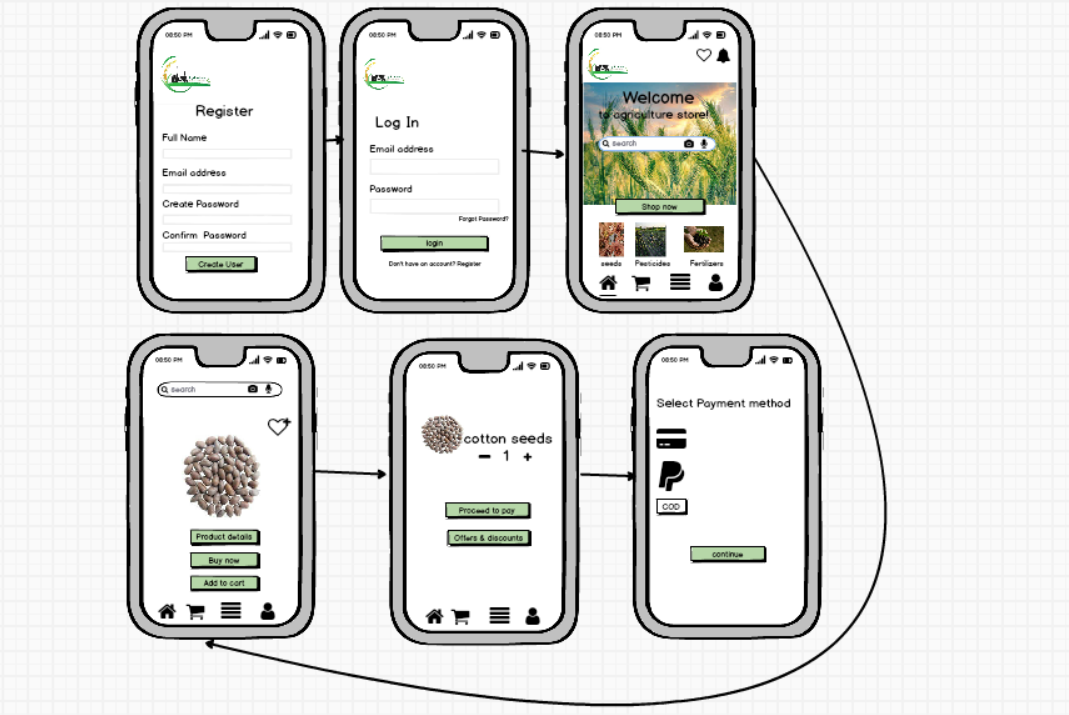 08:50 PM
Register
Full Name
Email address
Create Password
Confirm Password
Create User
08:50 PM
Log In
Email address
Password
Forgot Password?
login
Don't have an account? Register
08:50 PM
Welcome
to agriculture store!
search
Shop now
seeds
Pesticides
Fertilizers
08:50 PM
search
Product details
Buy now
Add to cart
08:50 PM
cotton seeds
1
Proceed to pay
Offers & discounts
08:50 PM
Select Payment method
COD
continue